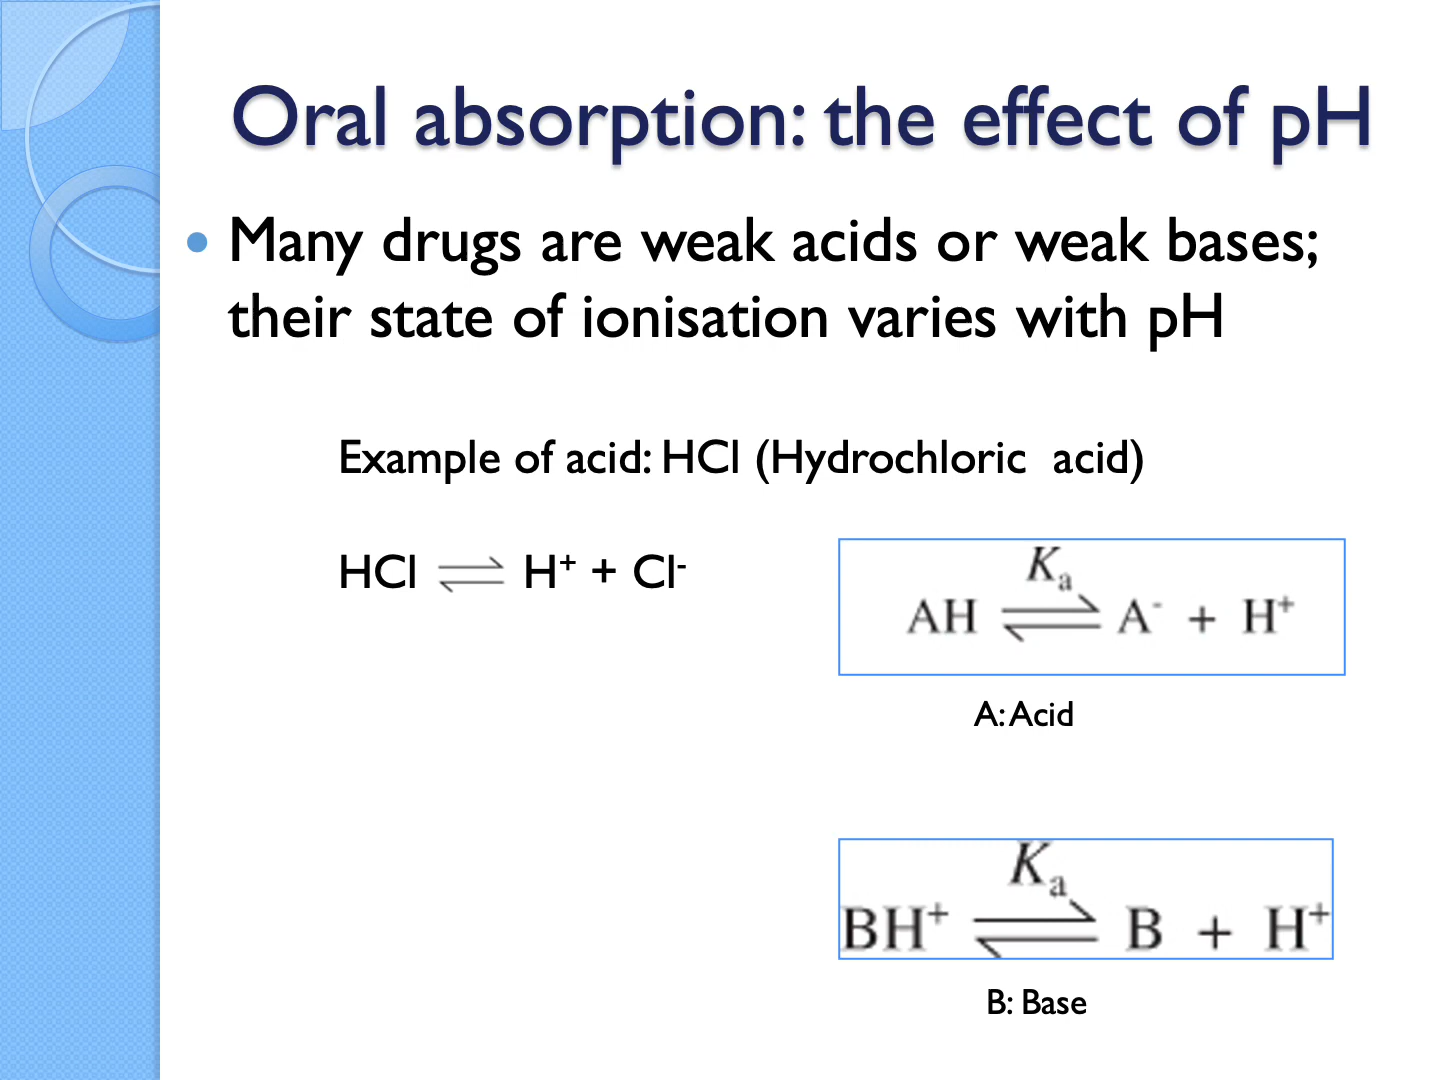 Oral absorption: the effect of pH
• Many drugs are weak acids or weak bases;
their state of ionisation varies with pH
Example of acid: HCl (Hydrochloric  acid)
HCl ⇌ H⁺ + Cl⁻
Kₐ
AH ⇌ A⁻ + H⁺
A: Acid
Kₐ
BH⁺ ⇌ B + H⁺
B: Base